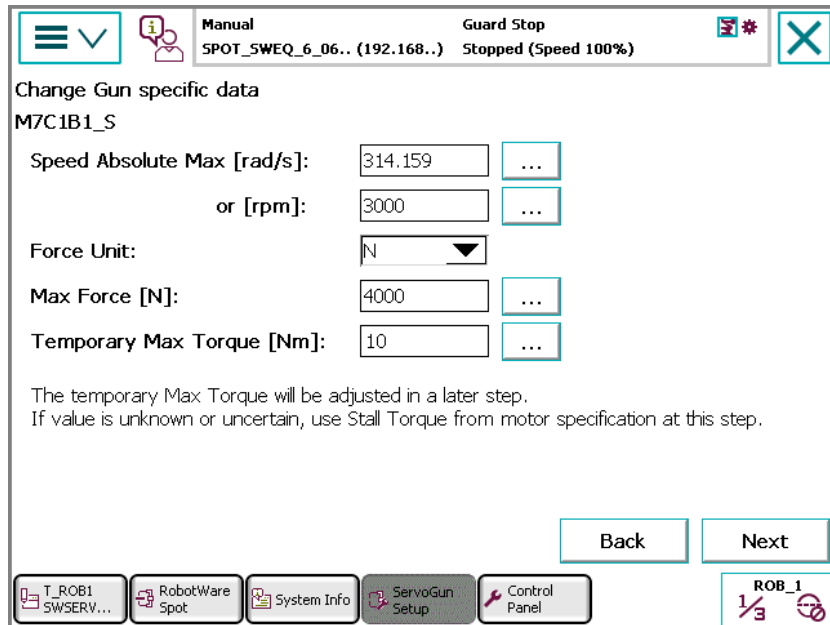 Manual Guard Stop
SPOT_SWEQ_6_06.. (192.168..) Stopped (Speed 100%)
Change Gun specific data
M7C1B1_S
Speed Absolute Max [rad/s]: 314.159 ...
or [rpm]: 3000 ...
Force Unit: N
Max Force [N]: 4000 ...
Temporary Max Torque [Nm]: 10 ...
The temporary Max Torque will be adjusted in a later step.
If value is unknown or uncertain, use Stall Torque from motor specification at this step.
Back Next
T_ROB1 SWSERV...
RobotWare Spot
System Info
ServoGun Setup
Control Panel
ROB_1
1/3